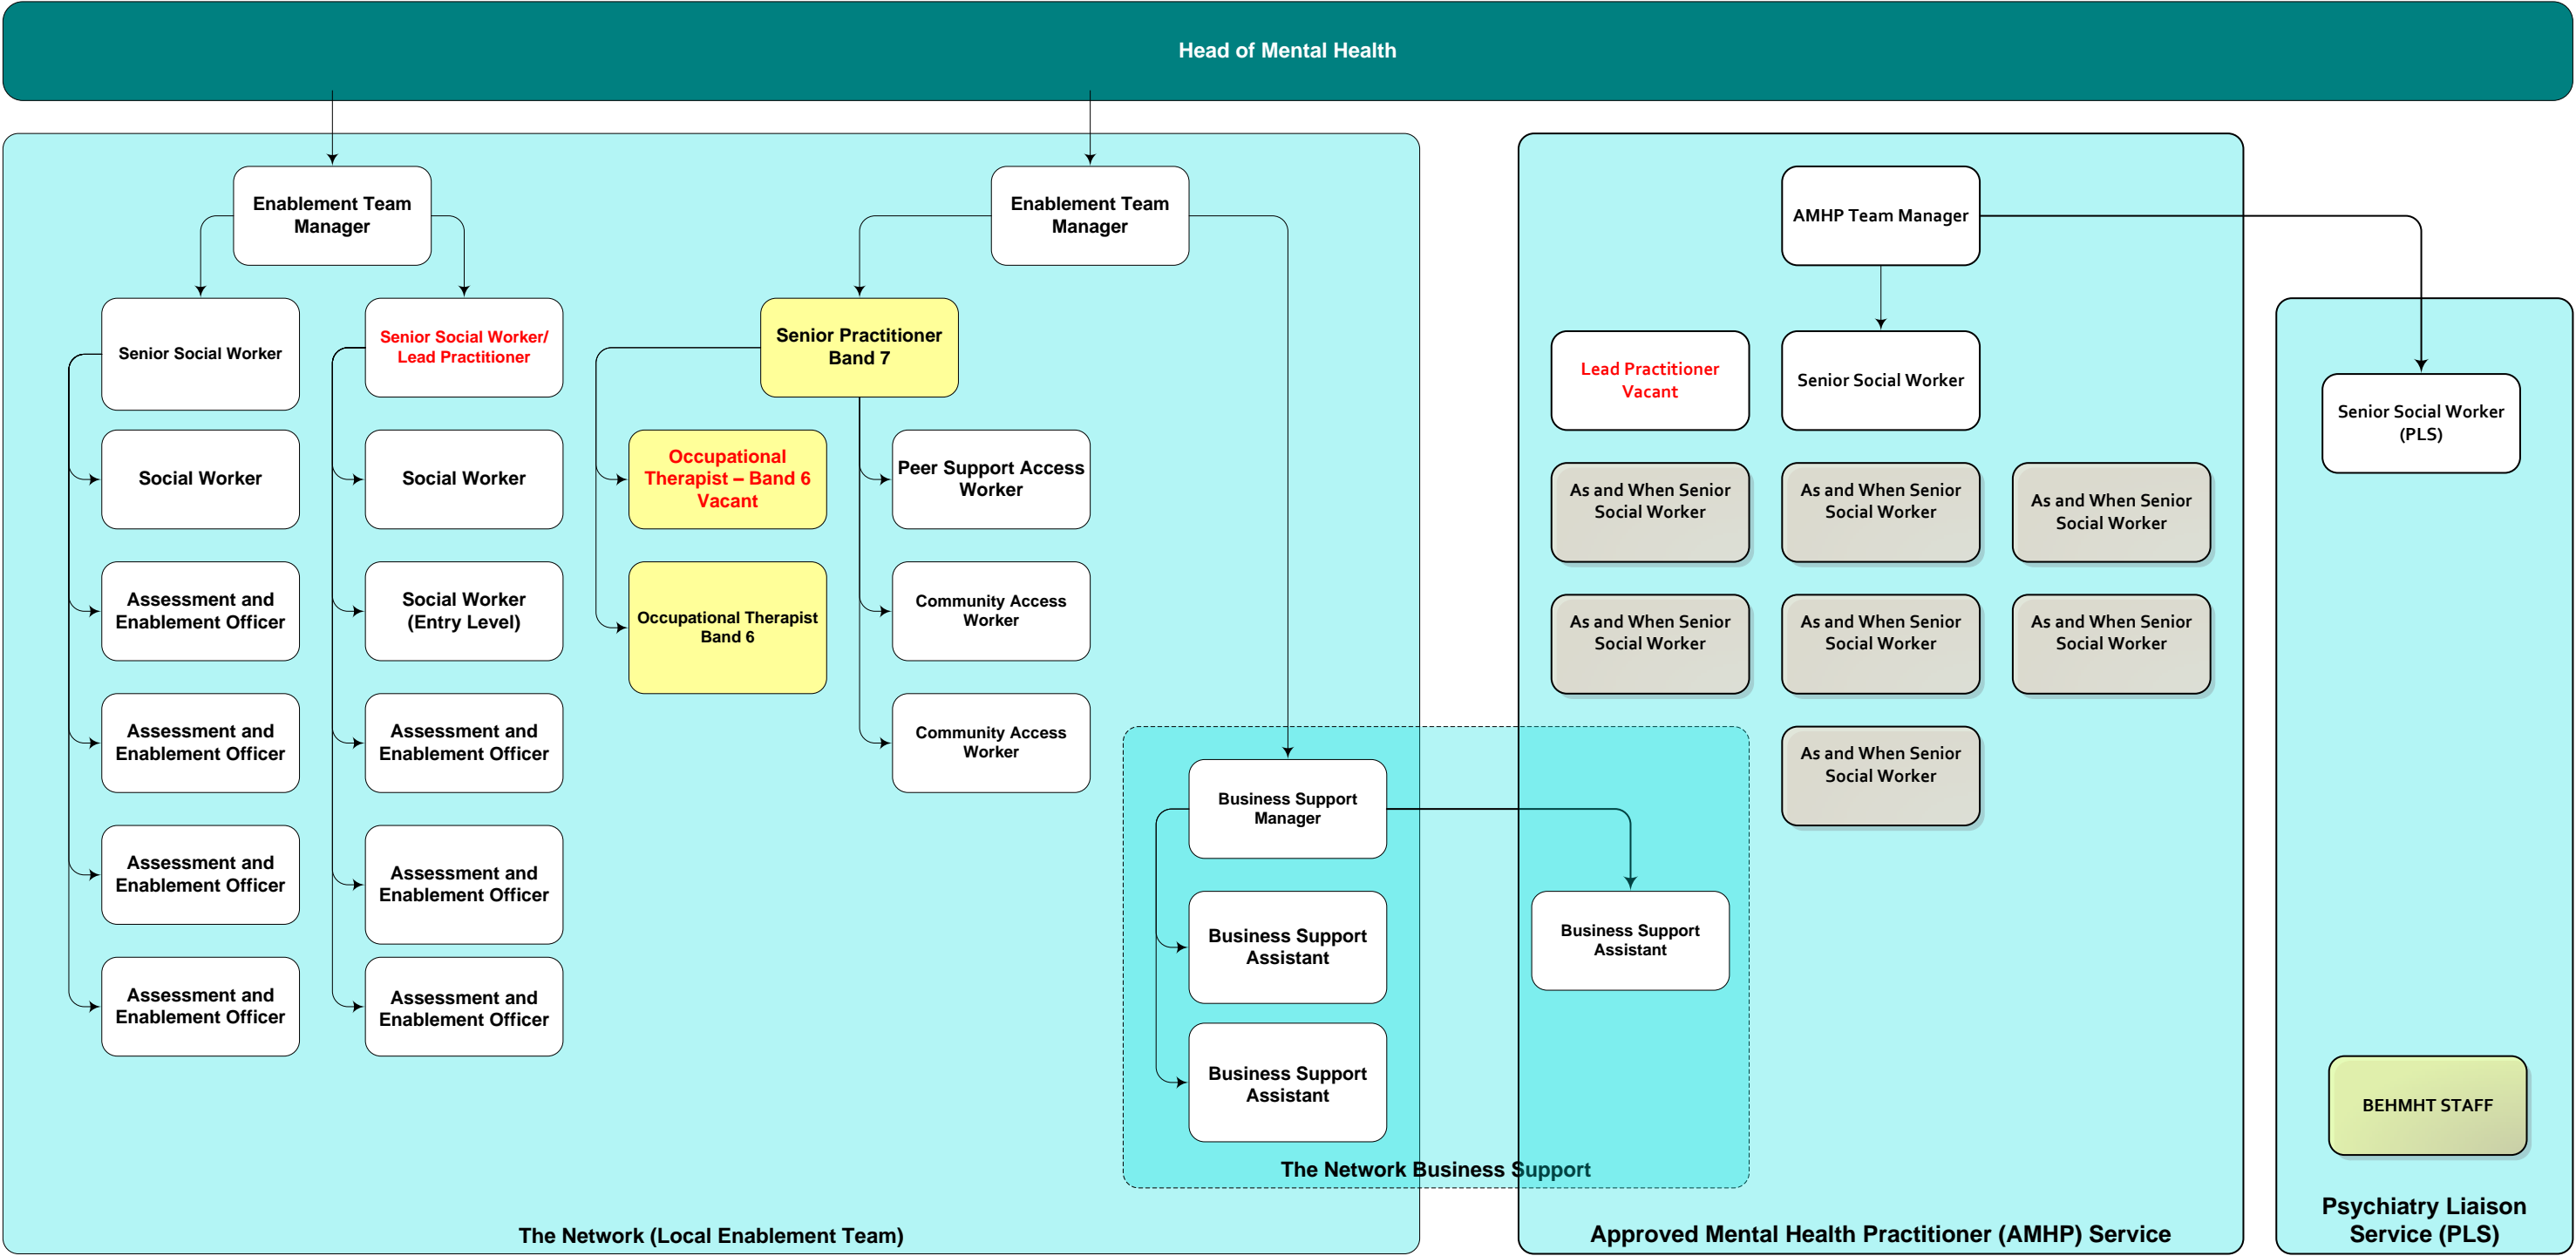 Head of Mental Health
Enablement Team
Manager
Enablement Team
Manager
AMHP Team Manager
Senior Social Worker
Senior Social Worker/
Lead Practitioner
Senior Practitioner
Band 7
Lead Practitioner
Vacant
Senior Social Worker
Senior Social Worker
(PLS)
Social Worker
Social Worker
Occupational
Therapist – Band 6
Vacant
Peer Support Access
Worker
As and When Senior
Social Worker
As and When Senior
Social Worker
As and When Senior
Social Worker
Assessment and
Enablement Officer
Social Worker
(Entry Level)
Occupational Therapist
Band 6
Community Access
Worker
As and When Senior
Social Worker
As and When Senior
Social Worker
As and When Senior
Social Worker
Assessment and
Enablement Officer
Assessment and
Enablement Officer
Community Access
Worker
As and When Senior
Social Worker
Business Support
Manager
Assessment and
Enablement Officer
Assessment and
Enablement Officer
Business Support
Assistant
Business Support
Assistant
Assessment and
Enablement Officer
Assessment and
Enablement Officer
Business Support
Assistant
BEHMHT STAFF
The Network Business Support
The Network (Local Enablement Team)
Approved Mental Health Practitioner (AMHP) Service
Psychiatry Liaison
Service (PLS)